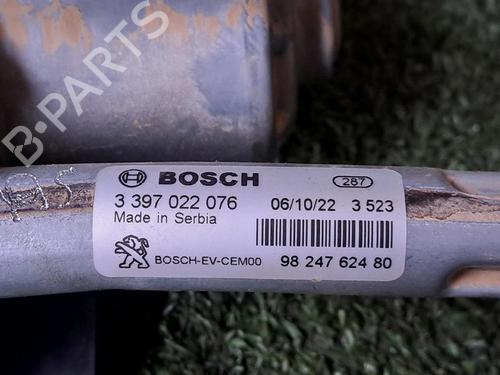 B-PARTS
BOSCH 287
3 397 022 076 06/10/22 3 523
Made in Serbia
BOSCH-EV-CEM00 98 247 624 80